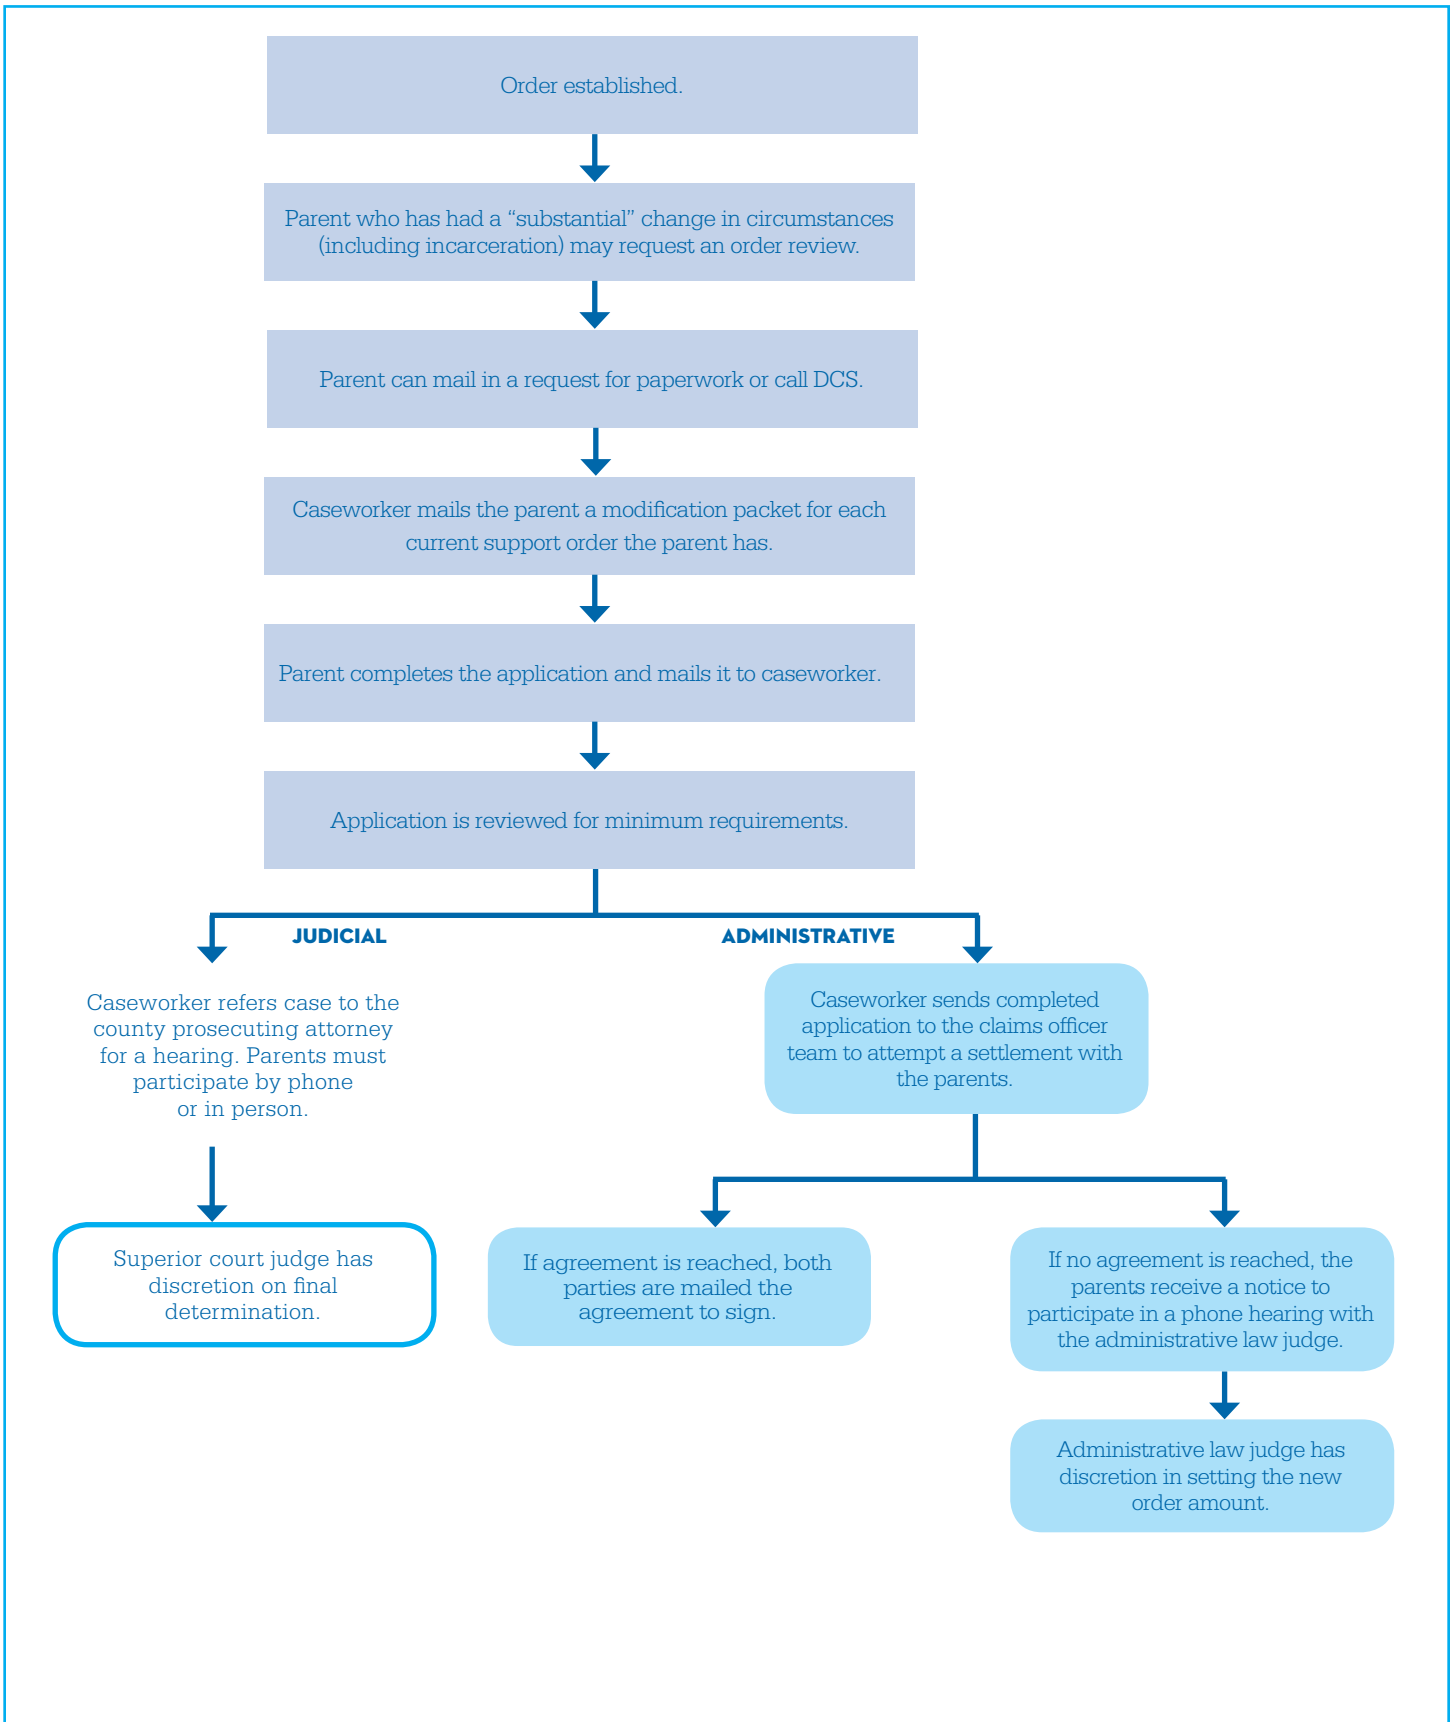 Order established.
Parent who has had a “substantial” change in circumstances
(including incarceration) may request an order review.
Parent can mail in a request for paperwork or call DCS.
Caseworker mails the parent a modification packet for each
current support order the parent has.
Parent completes the application and mails it to caseworker.
Application is reviewed for minimum requirements.
JUDICIAL
ADMINISTRATIVE
Caseworker refers case to the
county prosecuting attorney
for a hearing. Parents must
participate by phone
or in person.
Caseworker sends completed
application to the claims officer
team to attempt a settlement with
the parents.
Superior court judge has
discretion on final
determination.
If agreement is reached, both
parties are mailed the
agreement to sign.
If no agreement is reached, the
parents receive a notice to
participate in a phone hearing with
the administrative law judge.
Administrative law judge has
discretion in setting the new
order amount.